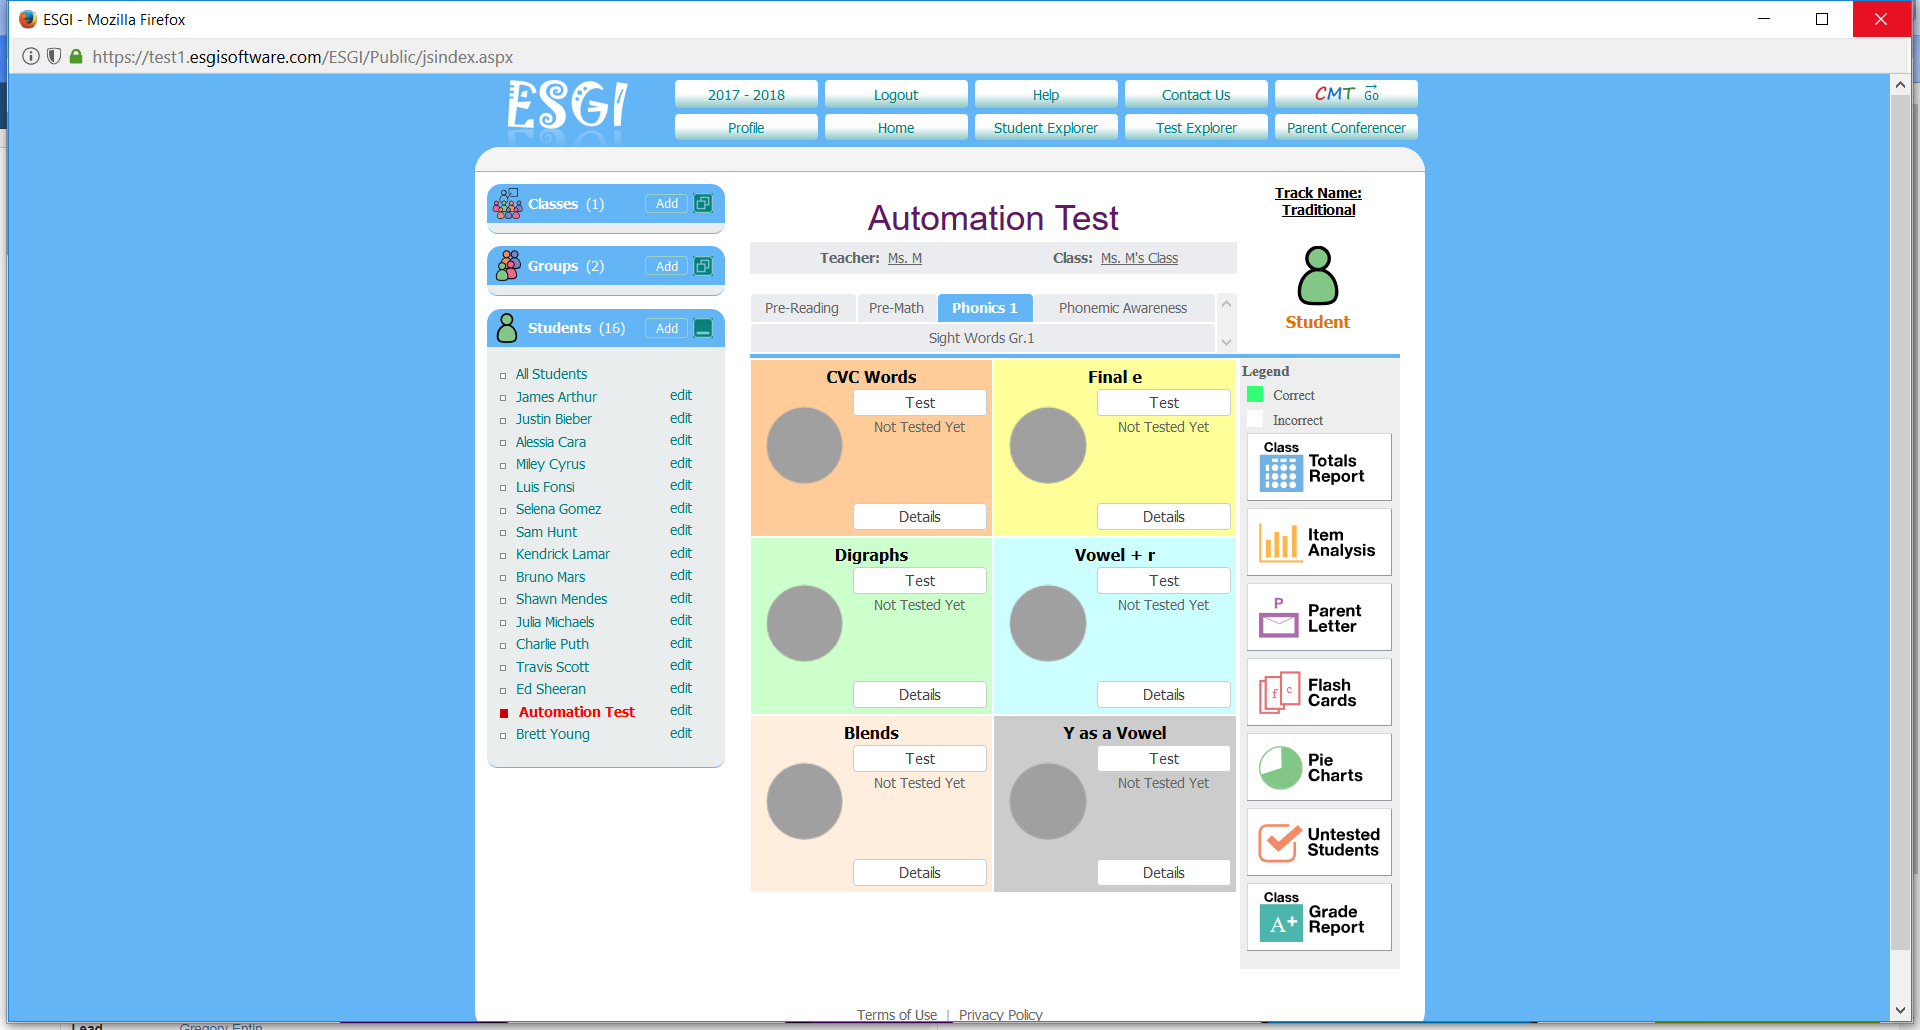 ESGI - Mozilla Firefox
https://test1.esgisoftware.com/ESGI/Public/jsindex.aspx
ESGI
2017 - 2018 Logout Help Contact Us CMT Go
Profile Home Student Explorer Test Explorer Parent Conferencer
Classes (1) Add
Groups (2) Add
Students (16) Add
All Students
James Arthur edit
Justin Bieber edit
Alessia Cara edit
Miley Cyrus edit
Luis Fonsi edit
Selena Gomez edit
Sam Hunt edit
Kendrick Lamar edit
Bruno Mars edit
Shawn Mendes edit
Julia Michaels edit
Charlie Puth edit
Travis Scott edit
Ed Sheeran edit
Automation Test edit
Brett Young edit
Automation Test
Teacher: Ms. M Class: Ms. M's Class
Track Name:
Traditional
Student
Pre-Reading Pre-Math Phonics 1 Phonemic Awareness
Sight Words Gr.1
CVC Words
Test
Not Tested Yet
Details
Final e
Test
Not Tested Yet
Details
Digraphs
Test
Not Tested Yet
Details
Vowel + r
Test
Not Tested Yet
Details
Blends
Test
Not Tested Yet
Details
Y as a Vowel
Test
Not Tested Yet
Details
Legend
Correct
Incorrect
Class
Totals
Report
Item
Analysis
P
Parent
Letter
f c
Flash
Cards
Pie
Charts
Untested
Students
Class
A+
Grade
Report
Terms of Use | Privacy Policy
Lead Gregory Entin